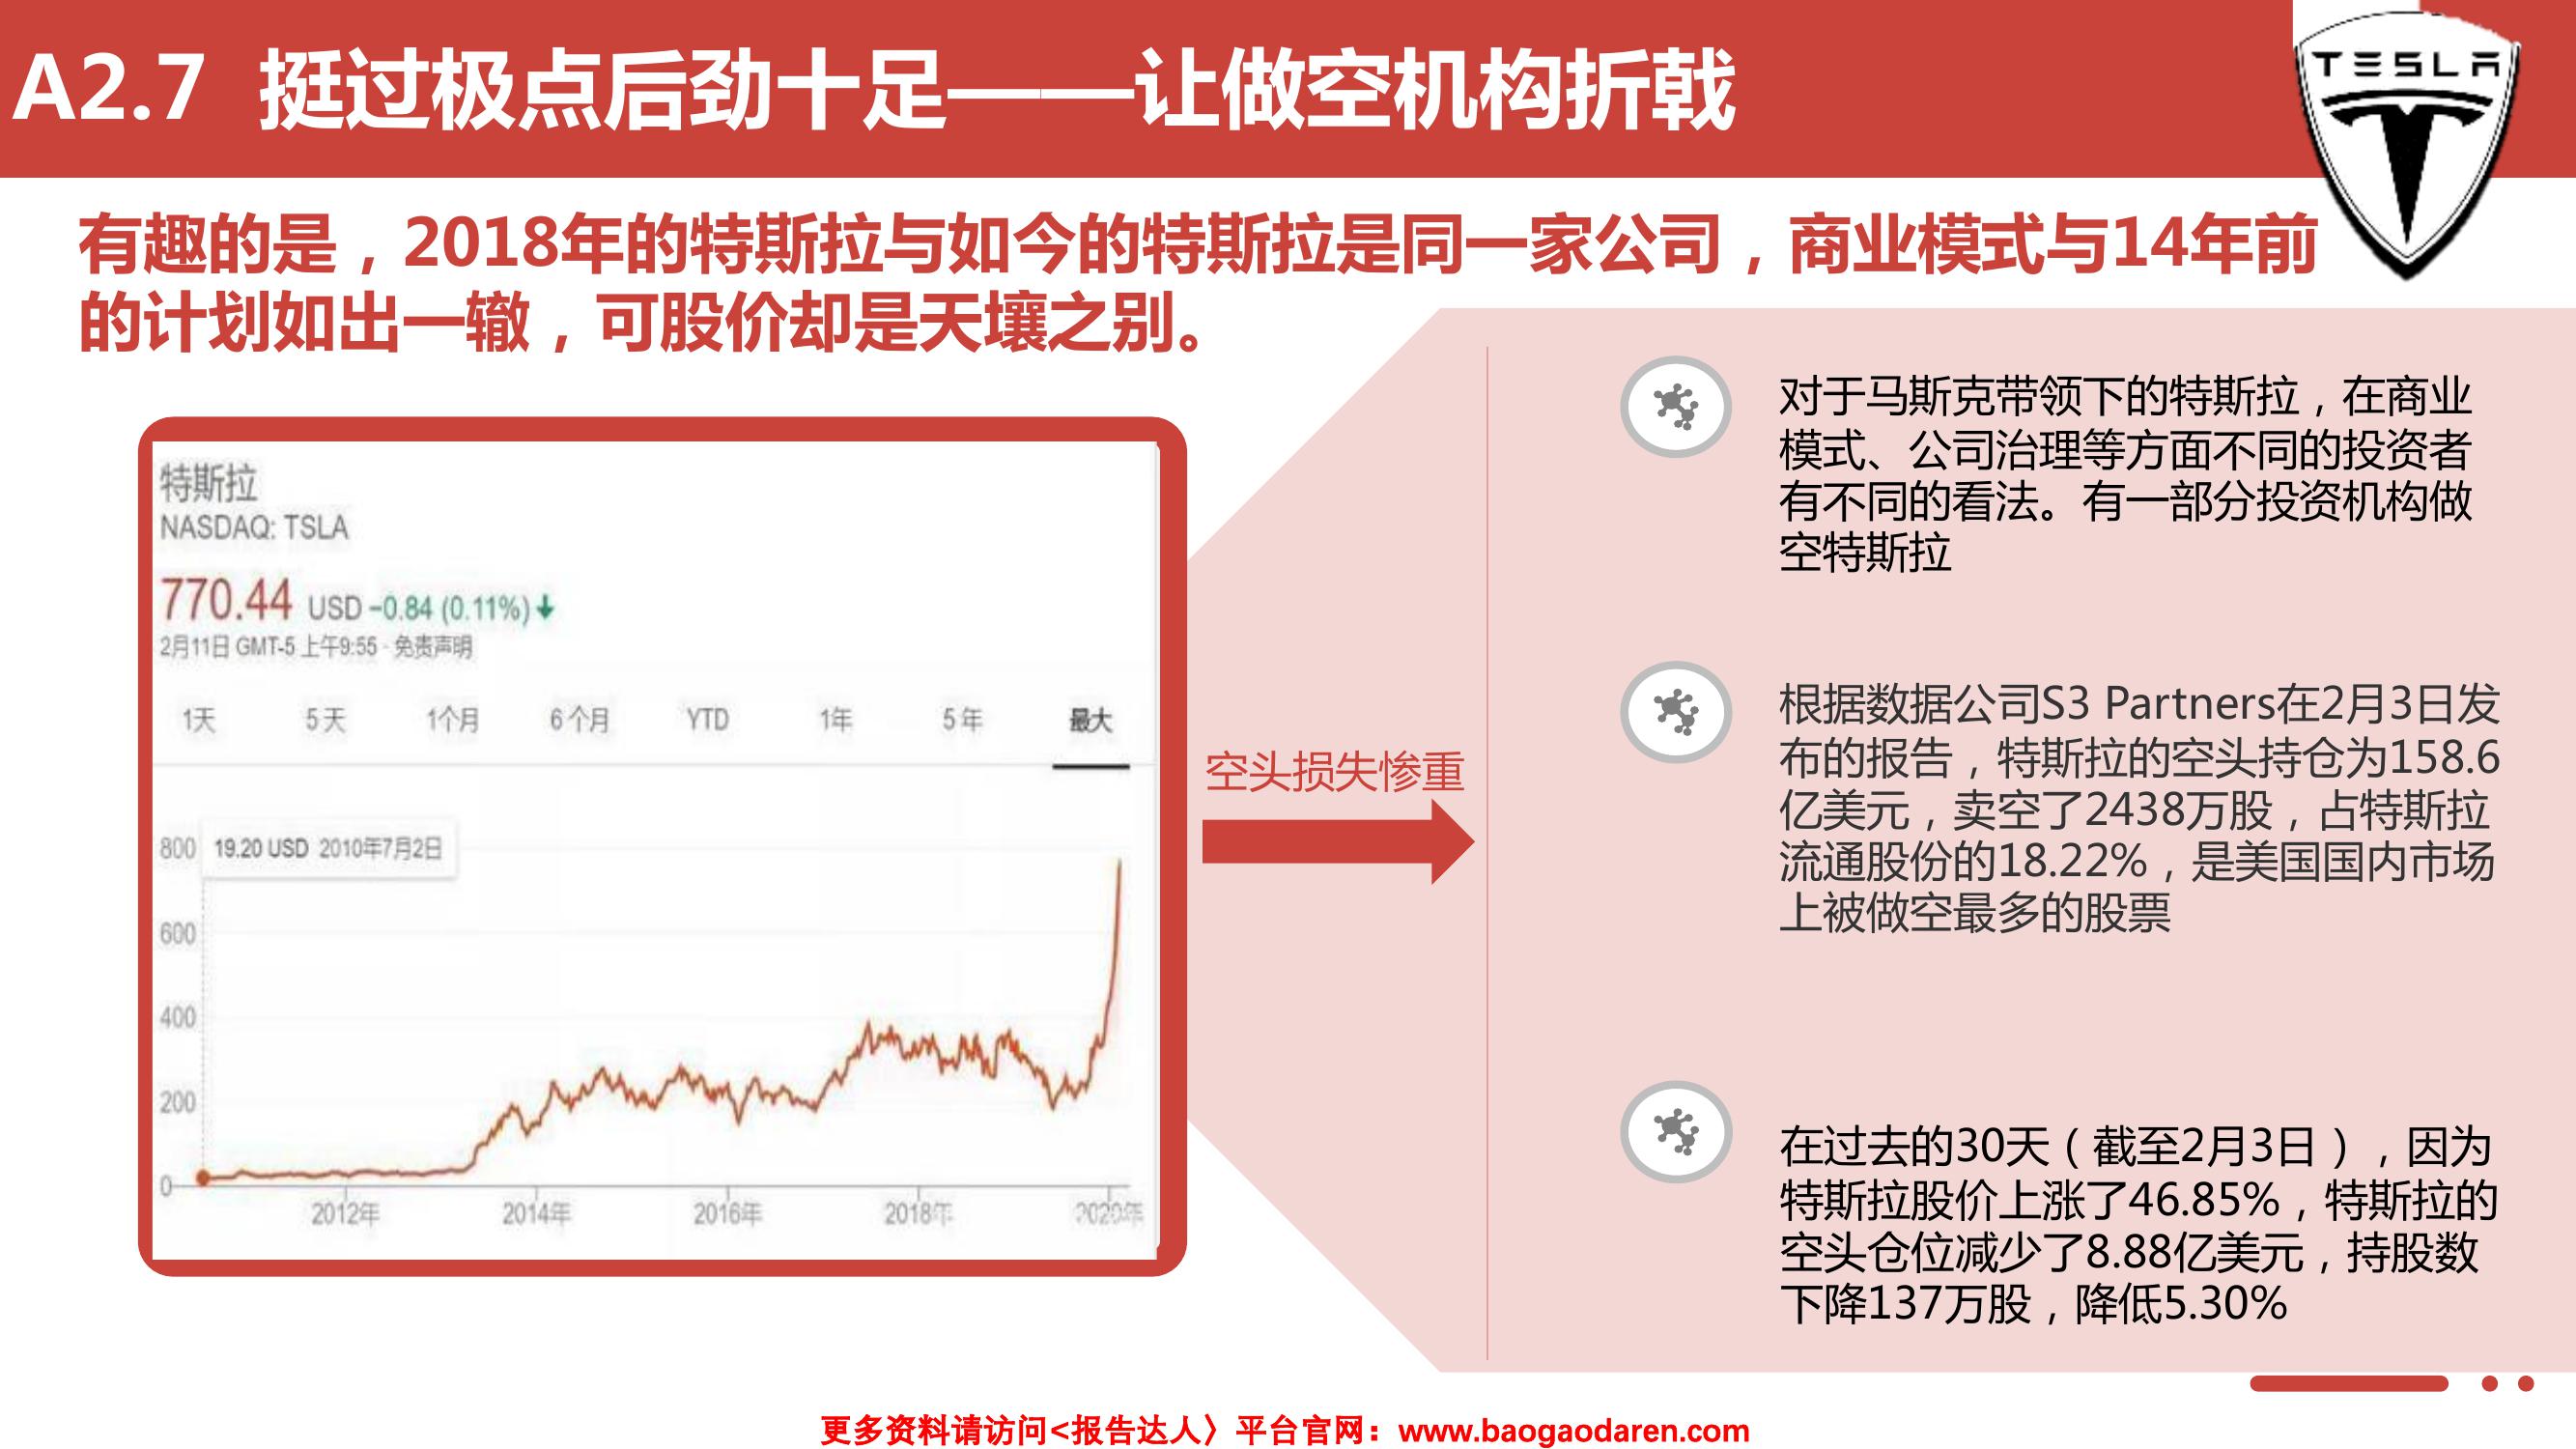 A2.7 挺过极点后劲十足——让做空机构折戟
TESLA
有趣的是，2018年的特斯拉与如今的特斯拉是同一家公司，商业模式与14年前
的计划如出一辙，可股价却是天壤之别。
特斯拉
NASDAQ: TSLA
770.44 USD −0.84 (0.11%)
2月11日 GMT-5 上午9:55 · 免责声明
1天 5天 1个月 6个月 YTD 1年 5年 最大
19.20 USD 2010年7月2日
800
600
400
200
0
2012年 2014年 2016年 2018年 2020年
空头损失惨重
对于马斯克带领下的特斯拉，在商业
模式、公司治理等方面不同的投资者
有不同的看法。有一部分投资机构做
空特斯拉
根据数据公司S3 Partners在2月3日发
布的报告，特斯拉的空头持仓为158.6
亿美元，卖空了2438万股，占特斯拉
流通股份的18.22%，是美国国内市场
上被做空最多的股票
在过去的30天（截至2月3日），因为
特斯拉股价上涨了46.85%，特斯拉的
空头仓位减少了8.88亿美元，持股数
下降137万股，降低5.30%
更多资料请访问<报告达人〉平台官网：www.baogaodaren.com